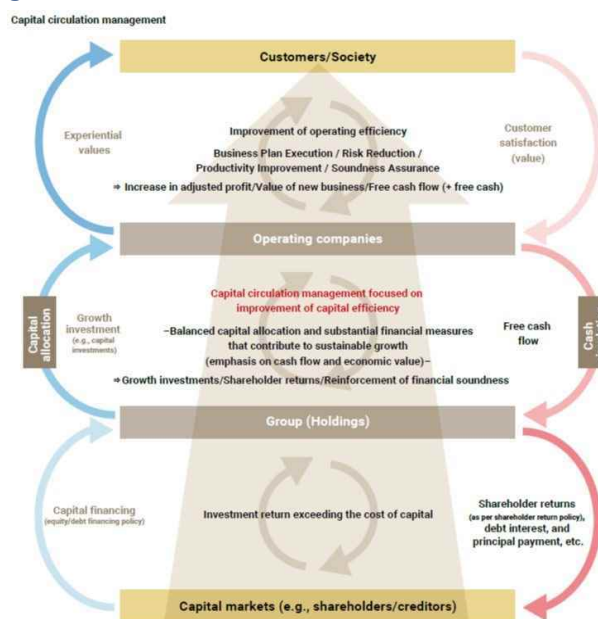 Capital circulation management
Customers/Society
Experiential
values
Improvement of operating efficiency
Business Plan Execution / Risk Reduction /
Productivity Improvement / Soundness Assurance
⇒ Increase in adjusted profit/Value of new business/Free cash flow (+ free cash)
Customer
satisfaction
(value)
Operating companies
Capital
allocation
Growth
investment
(e.g., capital
investments)
Capital circulation management focused on
improvement of capital efficiency
–Balanced capital allocation and substantial financial measures
that contribute to sustainable growth
(emphasis on cash flow and economic value)–
⇒Growth investments/Shareholder returns/Reinforcement of financial soundness
Free cash
flow
Cash
Group (Holdings)
Capital financing
(equity/debt financing policy)
Investment return exceeding the cost of capital
Shareholder returns
(as per shareholder return policy),
debt interest, and
principal payment, etc.
Capital markets (e.g., shareholders/creditors)